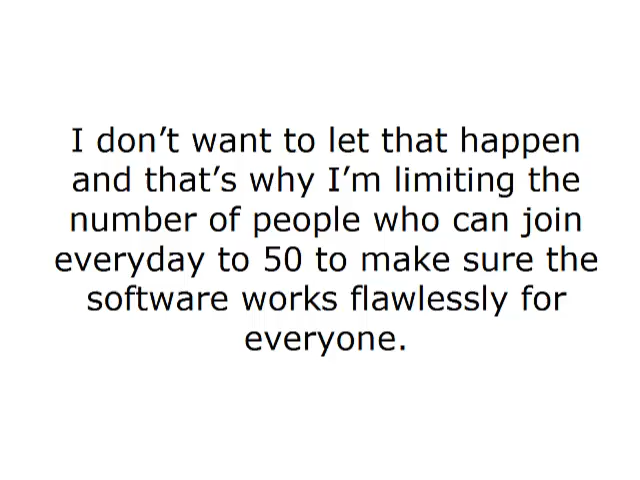 I don’t want to let that happen
and that’s why I’m limiting the
number of people who can join
everyday to 50 to make sure the
software works flawlessly for
everyone.